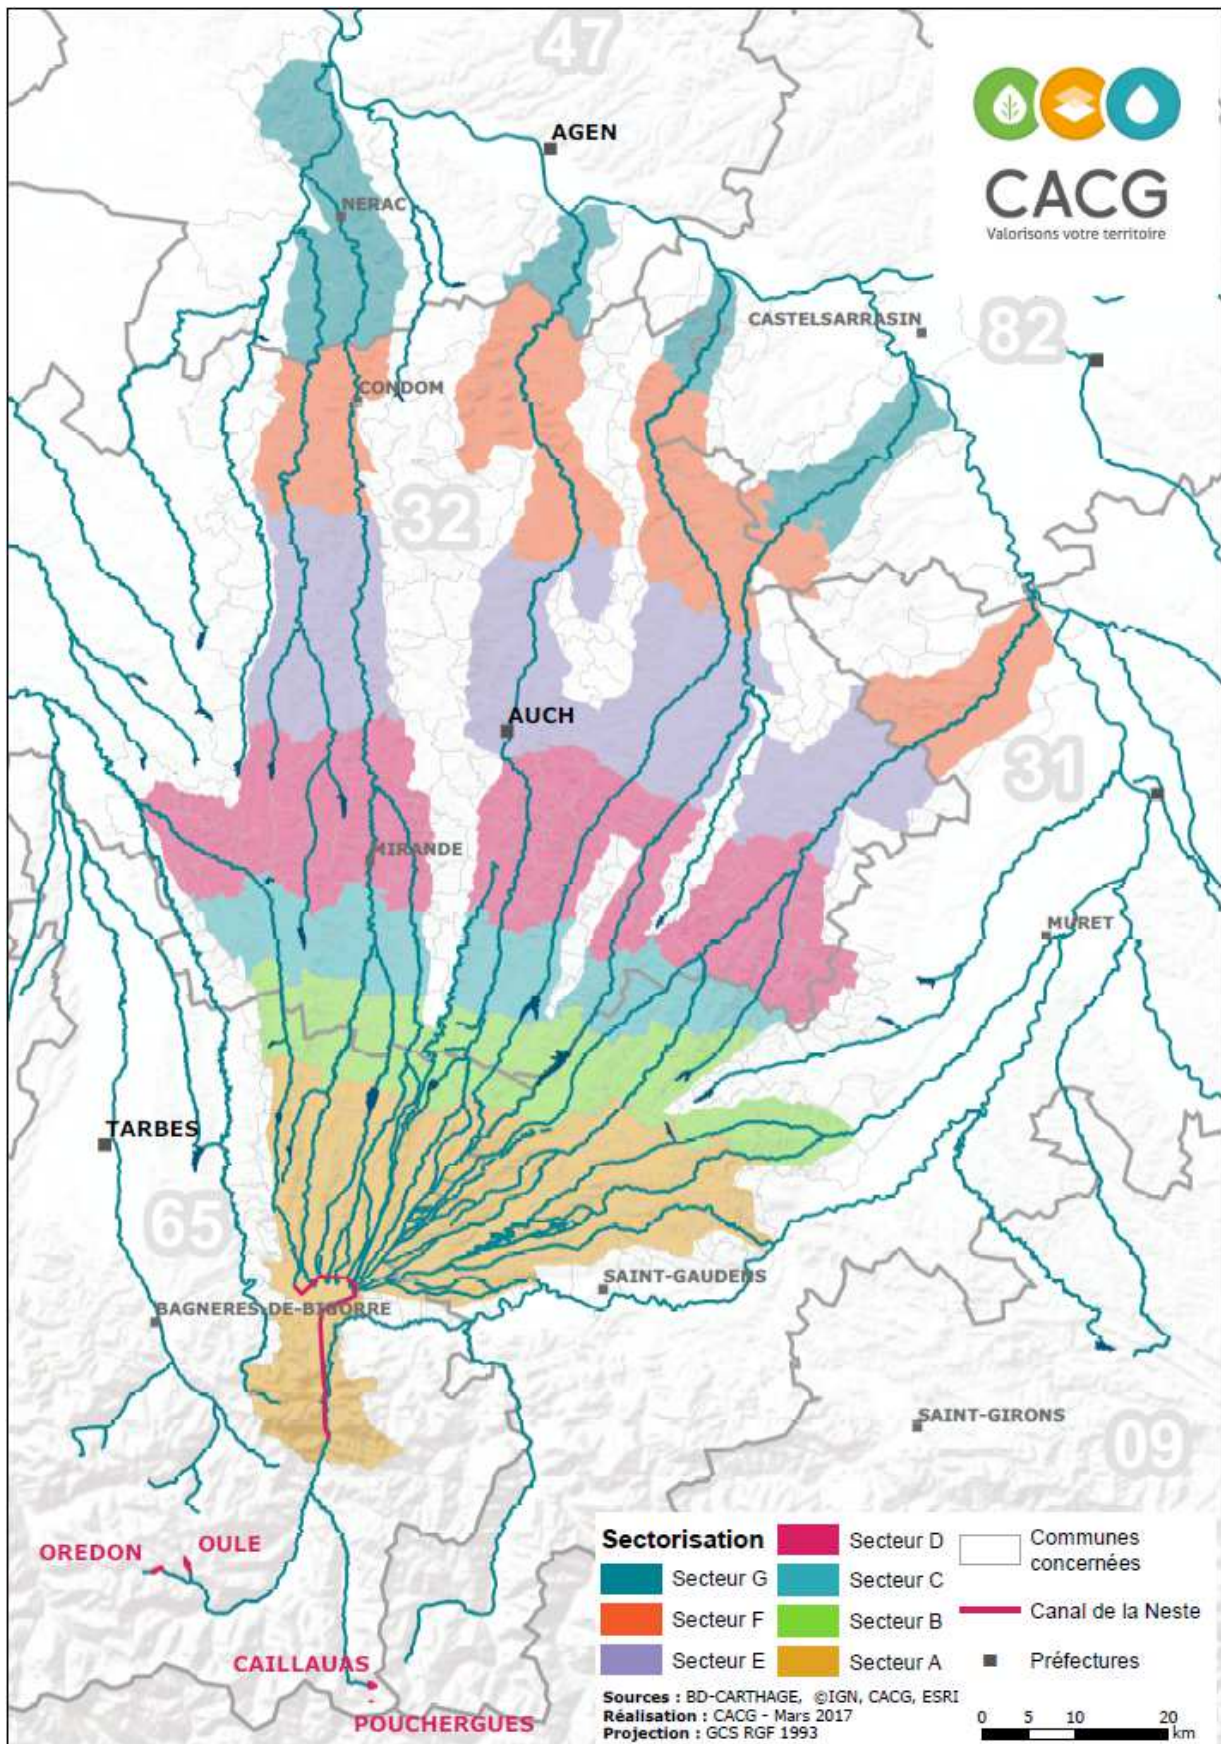 47
AGEN
CACG
Valorisons votre territoire
NERAC
CASTELSARRASIN
82
CONDOM
32
AUCH
31
MIRANDE
MURET
TARBES
65
SAINT-GAUDENS
BAGNERES-DE-BIGORRE
SAINT-GIRONS
09
OREDON
OULE
CAILLAUAS
POUCHERGUES
Sectorisation
Secteur G
Secteur F
Secteur E
Secteur D
Secteur C
Secteur B
Secteur A
Communes
concernées
Canal de la Neste
Préfectures
Sources : BD-CARTHAGE, ©IGN, CACG, ESRI
Réalisation : CACG - Mars 2017
Projection : GCS RGF 1993
0 5 10 20
km